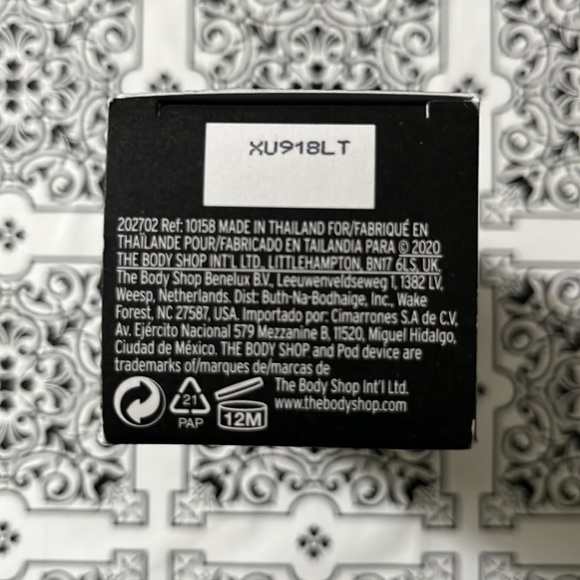 XU918LT
202702 Ref: 10158 MADE IN THAILAND FOR/FABRIQUÉ EN
THAÏLANDE POUR/FABRICADO EN TAILANDIA PARA © 2020
THE BODY SHOP INT'L LTD, LITTLEHAMPTON, BN17 6LS, UK.
The Body Shop Benelux B.V., Leeuwenveldseweg 1, 1382 LV,
Weesp, Netherlands. Dist: Buth-Na-Bodhaige, Inc., Wake
Forest, NC 27587, USA. Importado por: Cimarrones S.A de C.V,
Av. Ejército Nacional 579 Mezzanine B, 11520, Miguel Hidalgo,
Ciudad de México. THE BODY SHOP and Pod device are
trademarks of/marques de/marcas de
The Body Shop Int'l Ltd.
www.thebodyshop.com
21
PAP
12M